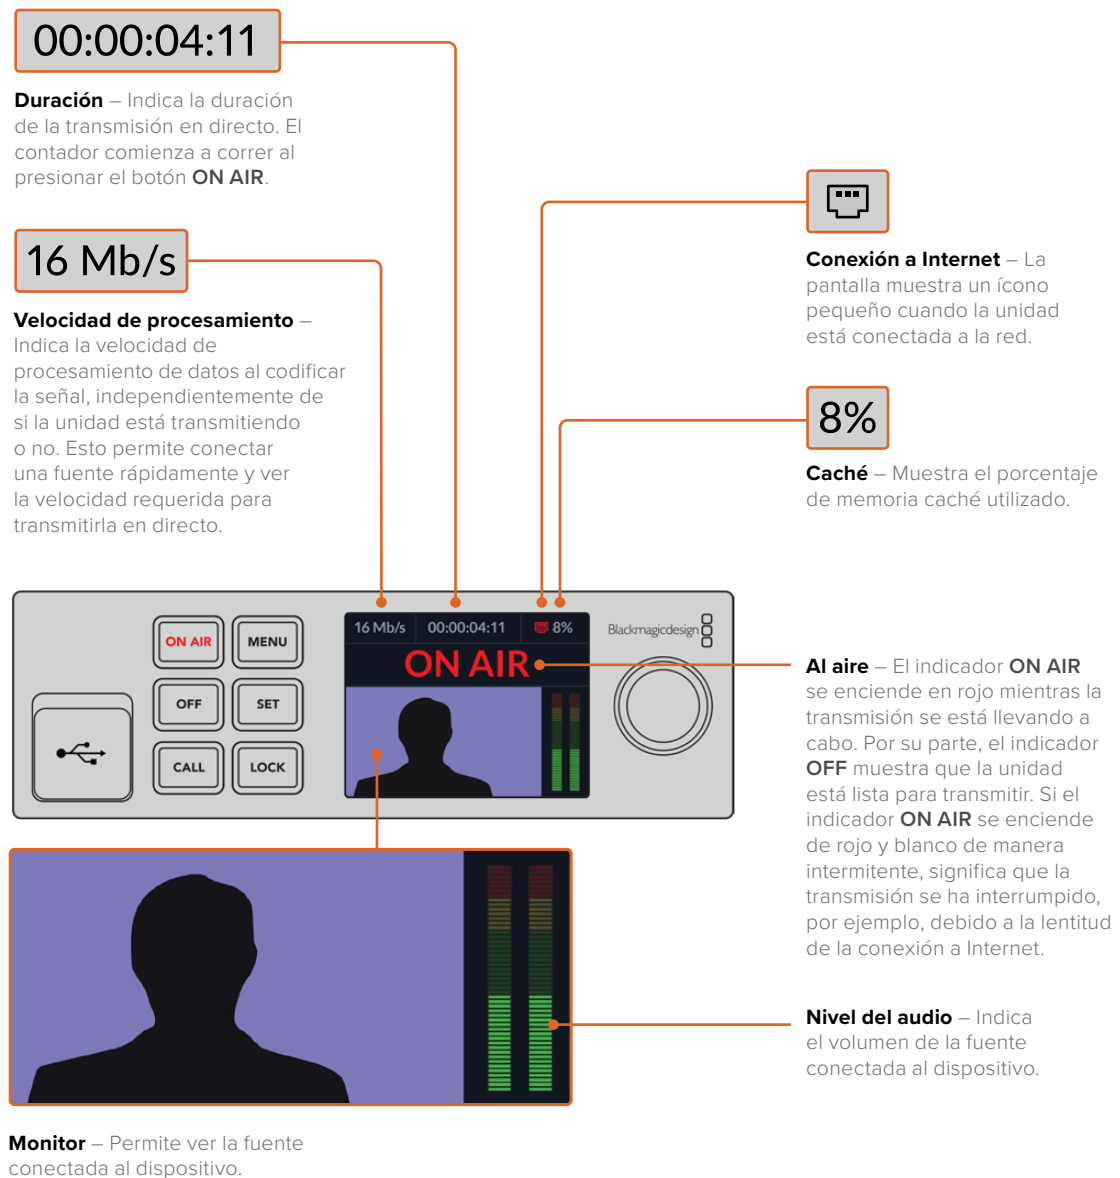 00:00:04:11
Duración – Indica la duración
de la transmisión en directo. El
contador comienza a correr al
presionar el botón ON AIR.
16 Mb/s
Velocidad de procesamiento –
Indica la velocidad de
procesamiento de datos al codificar
la señal, independientemente de
si la unidad está transmitiendo
o no. Esto permite conectar
una fuente rápidamente y ver
la velocidad requerida para
transmitirla en directo.
Conexión a Internet – La
pantalla muestra un ícono
pequeño cuando la unidad
está conectada a la red.
8%
Caché – Muestra el porcentaje
de memoria caché utilizado.
ON AIR
MENU
OFF
SET
CALL
LOCK
16 Mb/s
00:00:04:11
8%
ON AIR
Blackmagicdesign
Al aire – El indicador ON AIR
se enciende en rojo mientras la
transmisión se está llevando a
cabo. Por su parte, el indicador
OFF muestra que la unidad
está lista para transmitir. Si el
indicador ON AIR se enciende
de rojo y blanco de manera
intermitente, significa que la
transmisión se ha interrumpido,
por ejemplo, debido a la lentitud
de la conexión a Internet.
Nivel del audio – Indica
el volumen de la fuente
conectada al dispositivo.
Monitor – Permite ver la fuente
conectada al dispositivo.